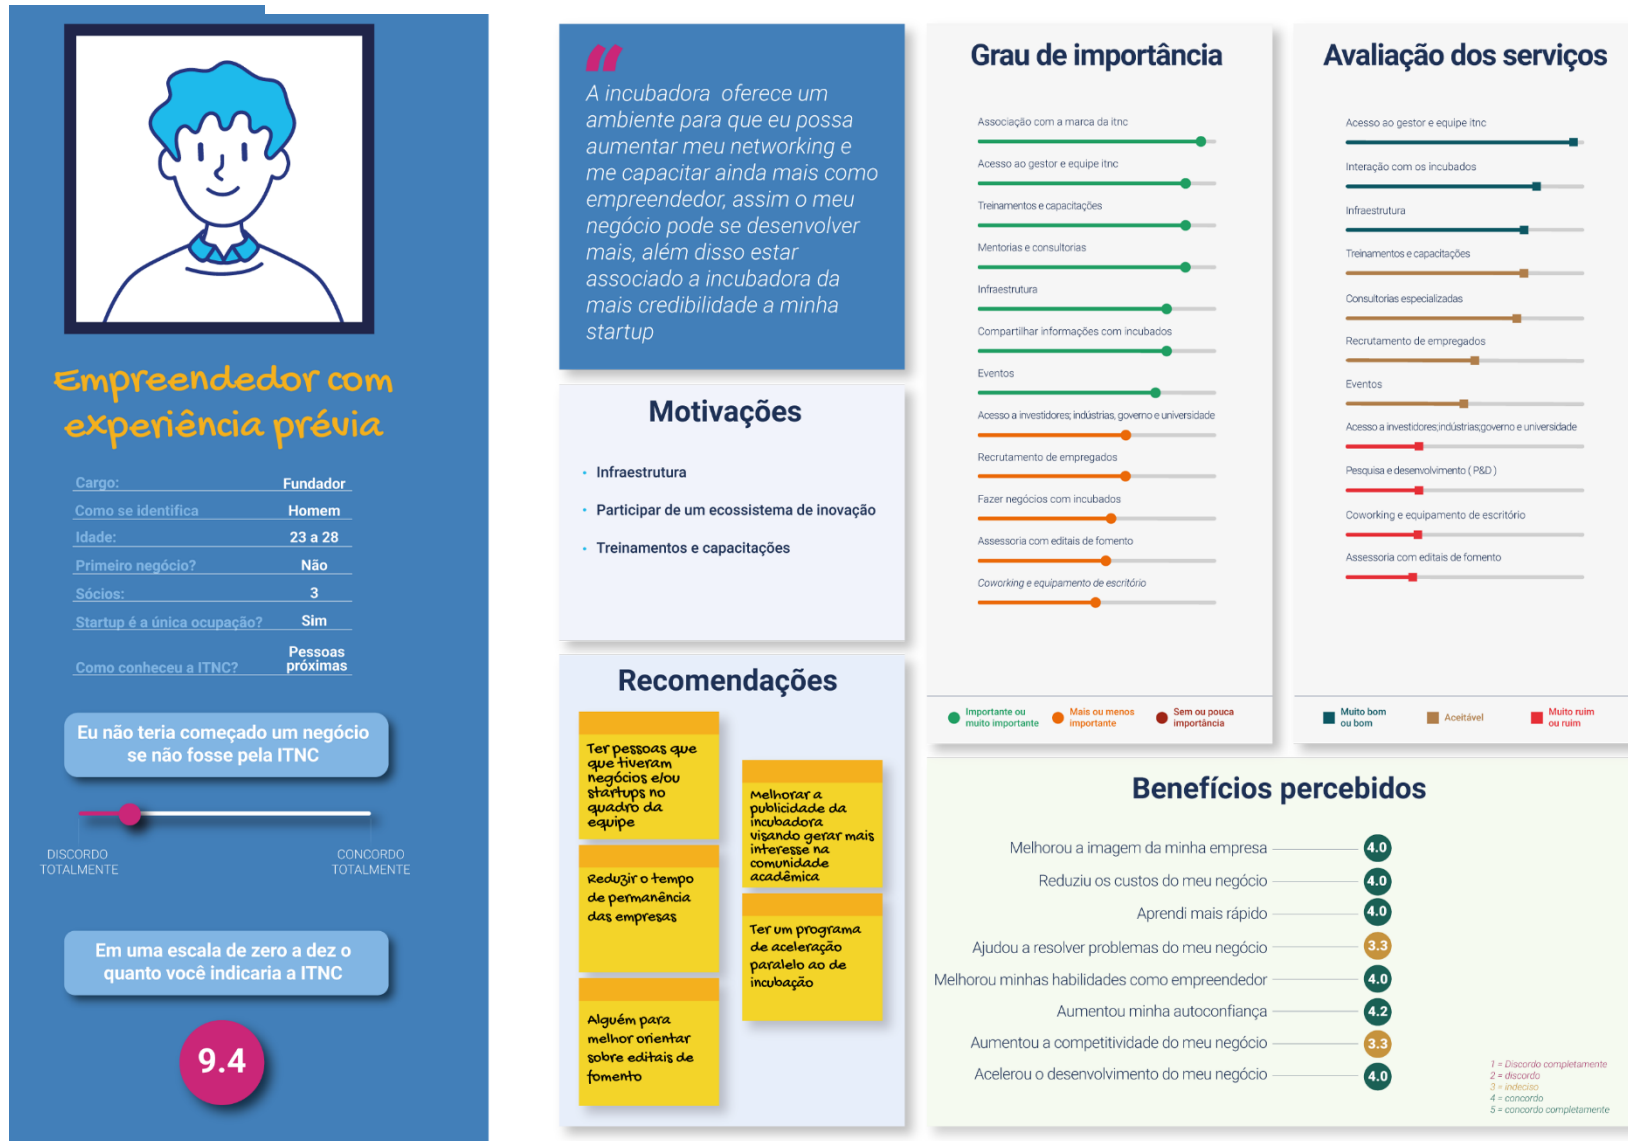 Empreendedor com
experiência prévia
Cargo: Fundador
Como se identifica Homem
Idade: 23 a 28
Primeiro negócio? Não
Sócios: 3
Startup é a única ocupação? Sim
Como conheceu a ITNC? Pessoas próximas
Eu não teria começado um negócio
se não fosse pela ITNC
DISCORDO
TOTALMENTE
CONCORDO
TOTALMENTE
Em uma escala de zero a dez o
quanto você indicaria a ITNC
9.4
“
A incubadora oferece um
ambiente para que eu possa
aumentar meu networking e
me capacitar ainda mais como
empreendedor, assim o meu
negócio pode se desenvolver
mais, além disso estar
associado a incubadora da
mais credibilidade a minha
startup
Motivações
• Infraestrutura
• Participar de um ecossistema de inovação
• Treinamentos e capacitações
Recomendações
Ter pessoas que
que tiveram
negócios e/ou
startups no
quadro da
equipe
Reduzir o tempo
de permanência
das empresas
Alguém para
melhor orientar
sobre editais de
fomento
Melhorar a
publicidade da
incubadora
visando gerar mais
interesse na
comunidade
acadêmica
Ter um programa
de aceleração
paralelo ao de
incubação
Grau de importância
Associação com a marca da itnc
Acesso ao gestor e equipe itnc
Treinamentos e capacitações
Mentorias e consultorias
Infraestrutura
Compartilhar informações com incubados
Eventos
Acesso a investidores; indústrias, governo e universidade
Recrutamento de empregados
Fazer negócios com incubados
Assessoria com editais de fomento
Coworking e equipamento de escritório
Importante ou
muito importante
Mais ou menos
importante
Sem ou pouca
importância
Avaliação dos serviços
Acesso ao gestor e equipe itnc
Interação com os incubados
Infraestrutura
Treinamentos e capacitações
Consultorias especializadas
Recrutamento de empregados
Eventos
Acesso a investidores;indústrias;governo e universidade
Pesquisa e desenvolvimento ( P&D )
Coworking e equipamento de escritório
Assessoria com editais de fomento
Muito bom
ou bom
Aceitável
Muito ruim
ou ruim
Benefícios percebidos
Melhorou a imagem da minha empresa 4.0
Reduziu os custos do meu negócio 4.0
Aprendi mais rápido 4.0
Ajudou a resolver problemas do meu negócio 3.3
Melhorou minhas habilidades como empreendedor 4.0
Aumentou minha autoconfiança 4.2
Aumentou a competitividade do meu negócio 3.3
Acelerou o desenvolvimento do meu negócio 4.0
1 = Discordo completamente
2 = discordo
3 = indeciso
4 = concordo
5 = concordo completamente